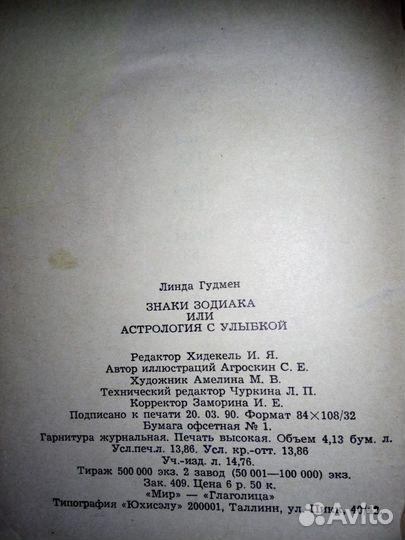 Линда Гудмен
ЗНАКИ ЗОДИАКА
ИЛИ
АСТРОЛОГИЯ С УЛЫБКОЙ
Редактор Хидекель И. Я.
Автор иллюстраций Агроскин С. Е.
Художник Амелина М. В.
Технический редактор Чуркина Л. П.
Корректор Заморина И. Е.
Подписано к печати 20. 03. 90. Формат 84×108/32
Бумага офсетная № 1.
Гарнитура журнальная. Печать высокая. Объем 4,13 бум. л.
Усл.печ.л. 13,86. Усл. кр.-отт. 13,86
Уч.-изд. л. 14,76.
Тираж 500 000 экз. 2 завод (50 001—100 000) экз.
Зак. 409. Цена 6 р. 50 к.
«Мир» — «Глаголица»
Типография «Юхисэлу» 200001, Таллинн, ул. Пикк, 40/2
Avito